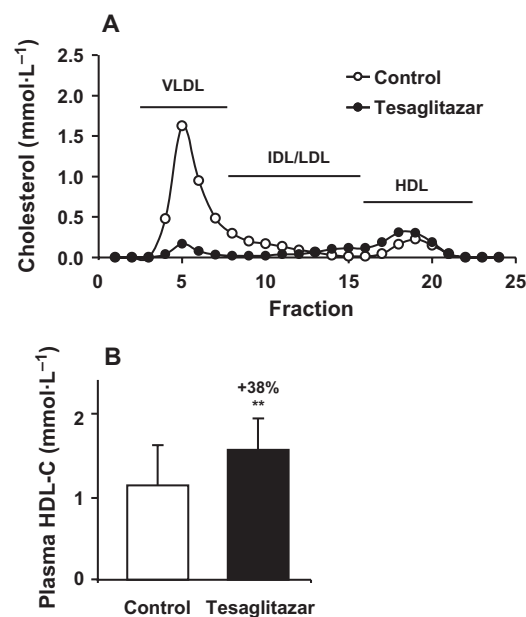 A
Cholesterol (mmol·L⁻¹)
2.5
2.0
1.5
1.0
0.5
0.0
VLDL
IDL/LDL
HDL
Control
Tesaglitazar
0 5 10 15 20 25
Fraction
B
Plasma HDL-C (mmol·L⁻¹)
2
1
0
+38%
**
Control Tesaglitazar